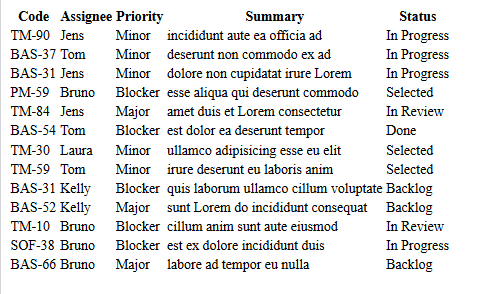 Code Assignee Priority Summary Status
TM-90 Jens Minor incididunt aute ea officia ad In Progress
BAS-37 Tom Minor deserunt non commodo ex ad In Progress
BAS-31 Jens Minor dolore non cupidatat irure Lorem In Progress
PM-59 Bruno Blocker esse aliqua qui deserunt commodo Selected
TM-84 Jens Major amet duis et Lorem consectetur In Review
BAS-54 Tom Blocker est dolor ea deserunt tempor Done
TM-30 Laura Minor ullamco adipisicing esse eu elit Selected
TM-59 Tom Minor irure deserunt eu laboris anim Selected
BAS-31 Kelly Blocker quis laborum ullamco cillum voluptate Backlog
BAS-52 Kelly Major sunt Lorem do incididunt consequat Backlog
TM-10 Bruno Blocker cillum anim sunt aute eiusmod In Review
SOF-38 Bruno Blocker est ex dolore incididunt duis In Progress
BAS-66 Bruno Major labore ad tempor eu nulla Backlog